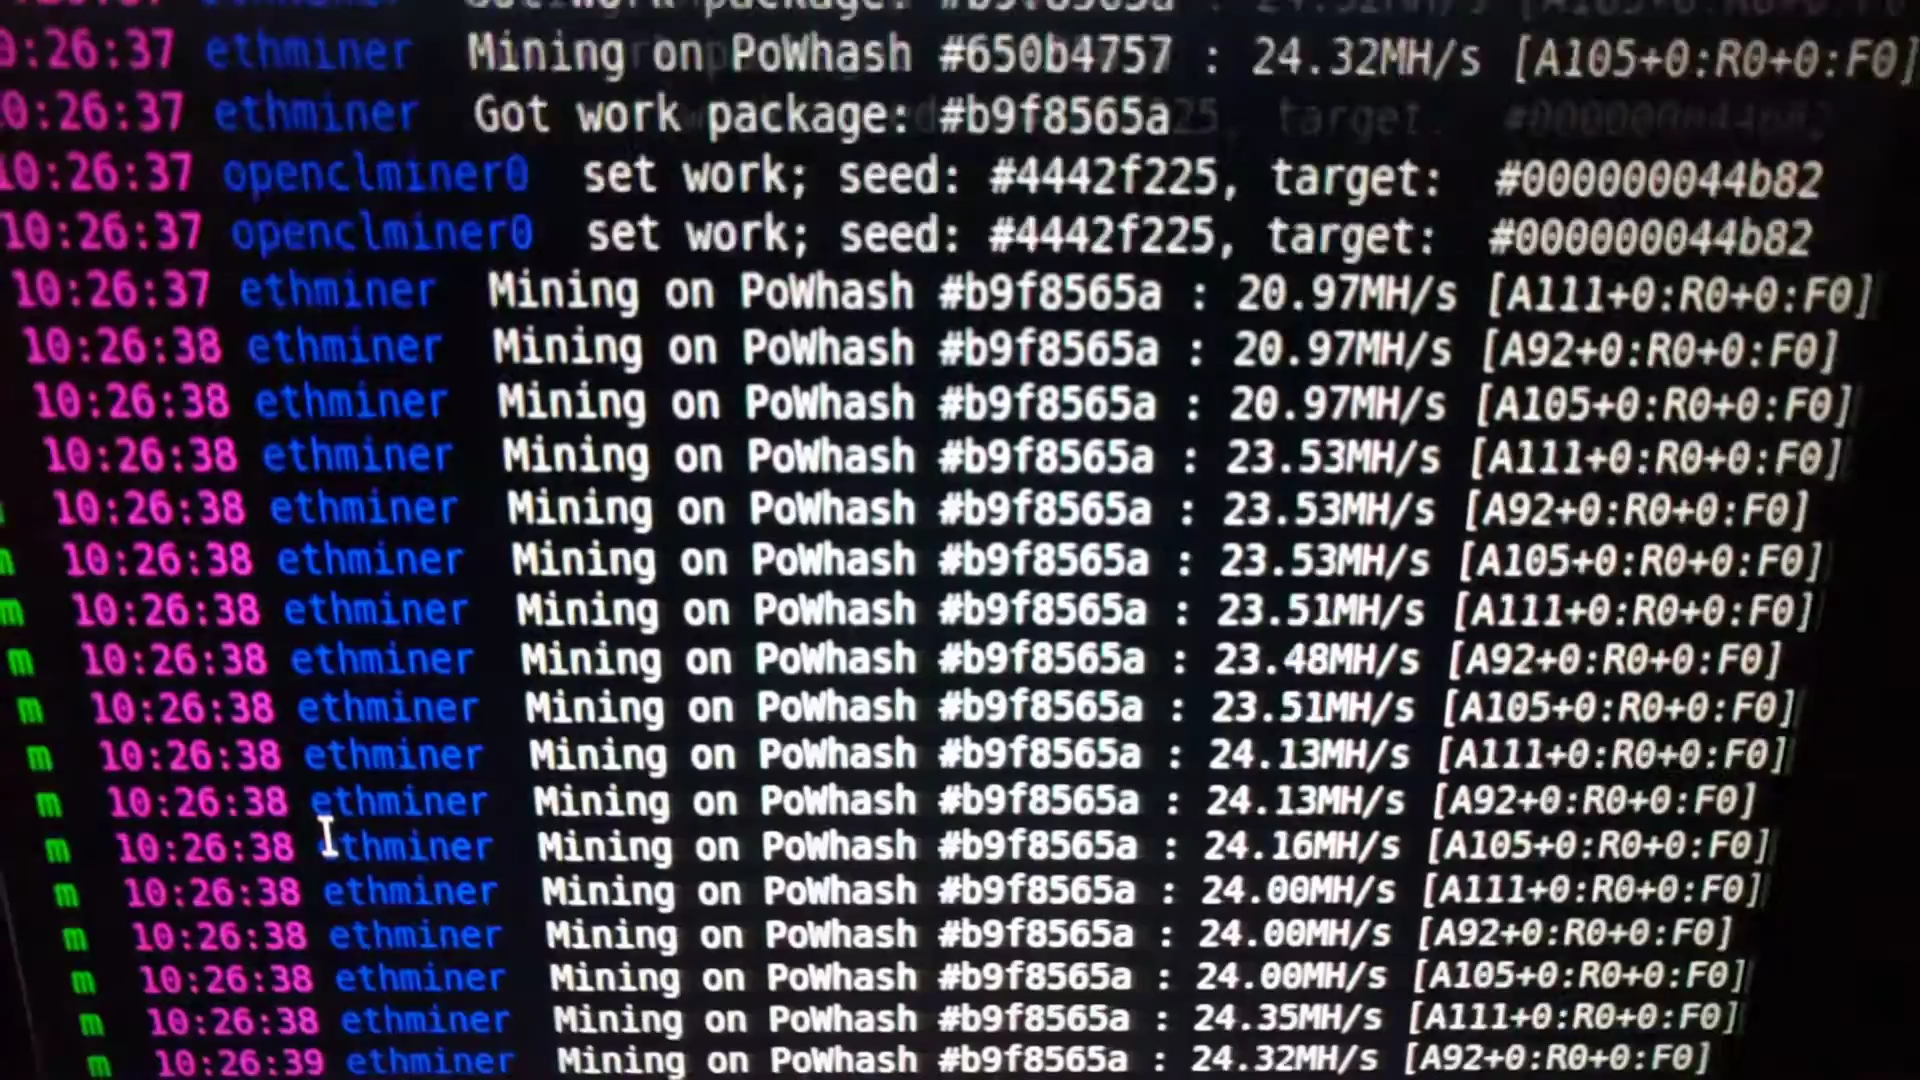 Got work package: #b9f8565a : 24.32MH/s [A105+0:R0+0:F0]
0:26:37 ethminer Mining on PoWhash #650b4757 : 24.32MH/s [A105+0:R0+0:F0]
0:26:37 ethminer Got work package: #b9f8565a
10:26:37 openclminer0 set work; seed: #4442f225, target: #000000044b82
10:26:37 openclminer0 set work; seed: #4442f225, target: #000000044b82
10:26:37 ethminer Mining on PoWhash #b9f8565a : 20.97MH/s [A111+0:R0+0:F0]
10:26:38 ethminer Mining on PoWhash #b9f8565a : 20.97MH/s [A92+0:R0+0:F0]
10:26:38 ethminer Mining on PoWhash #b9f8565a : 20.97MH/s [A105+0:R0+0:F0]
10:26:38 ethminer Mining on PoWhash #b9f8565a : 23.53MH/s [A111+0:R0+0:F0]
10:26:38 ethminer Mining on PoWhash #b9f8565a : 23.53MH/s [A92+0:R0+0:F0]
m 10:26:38 ethminer Mining on PoWhash #b9f8565a : 23.53MH/s [A105+0:R0+0:F0]
m 10:26:38 ethminer Mining on PoWhash #b9f8565a : 23.51MH/s [A111+0:R0+0:F0]
m 10:26:38 ethminer Mining on PoWhash #b9f8565a : 23.48MH/s [A92+0:R0+0:F0]
m 10:26:38 ethminer Mining on PoWhash #b9f8565a : 23.51MH/s [A105+0:R0+0:F0]
m 10:26:38 ethminer Mining on PoWhash #b9f8565a : 24.13MH/s [A111+0:R0+0:F0]
m 10:26:38 ethminer Mining on PoWhash #b9f8565a : 24.13MH/s [A92+0:R0+0:F0]
m 10:26:38 ethminer Mining on PoWhash #b9f8565a : 24.16MH/s [A105+0:R0+0:F0]
m 10:26:38 ethminer Mining on PoWhash #b9f8565a : 24.00MH/s [A111+0:R0+0:F0]
m 10:26:38 ethminer Mining on PoWhash #b9f8565a : 24.00MH/s [A92+0:R0+0:F0]
m 10:26:38 ethminer Mining on PoWhash #b9f8565a : 24.00MH/s [A105+0:R0+0:F0]
m 10:26:38 ethminer Mining on PoWhash #b9f8565a : 24.35MH/s [A111+0:R0+0:F0]
m 10:26:39 ethminer Mining on PoWhash #b9f8565a : 24.32MH/s [A92+0:R0+0:F0]